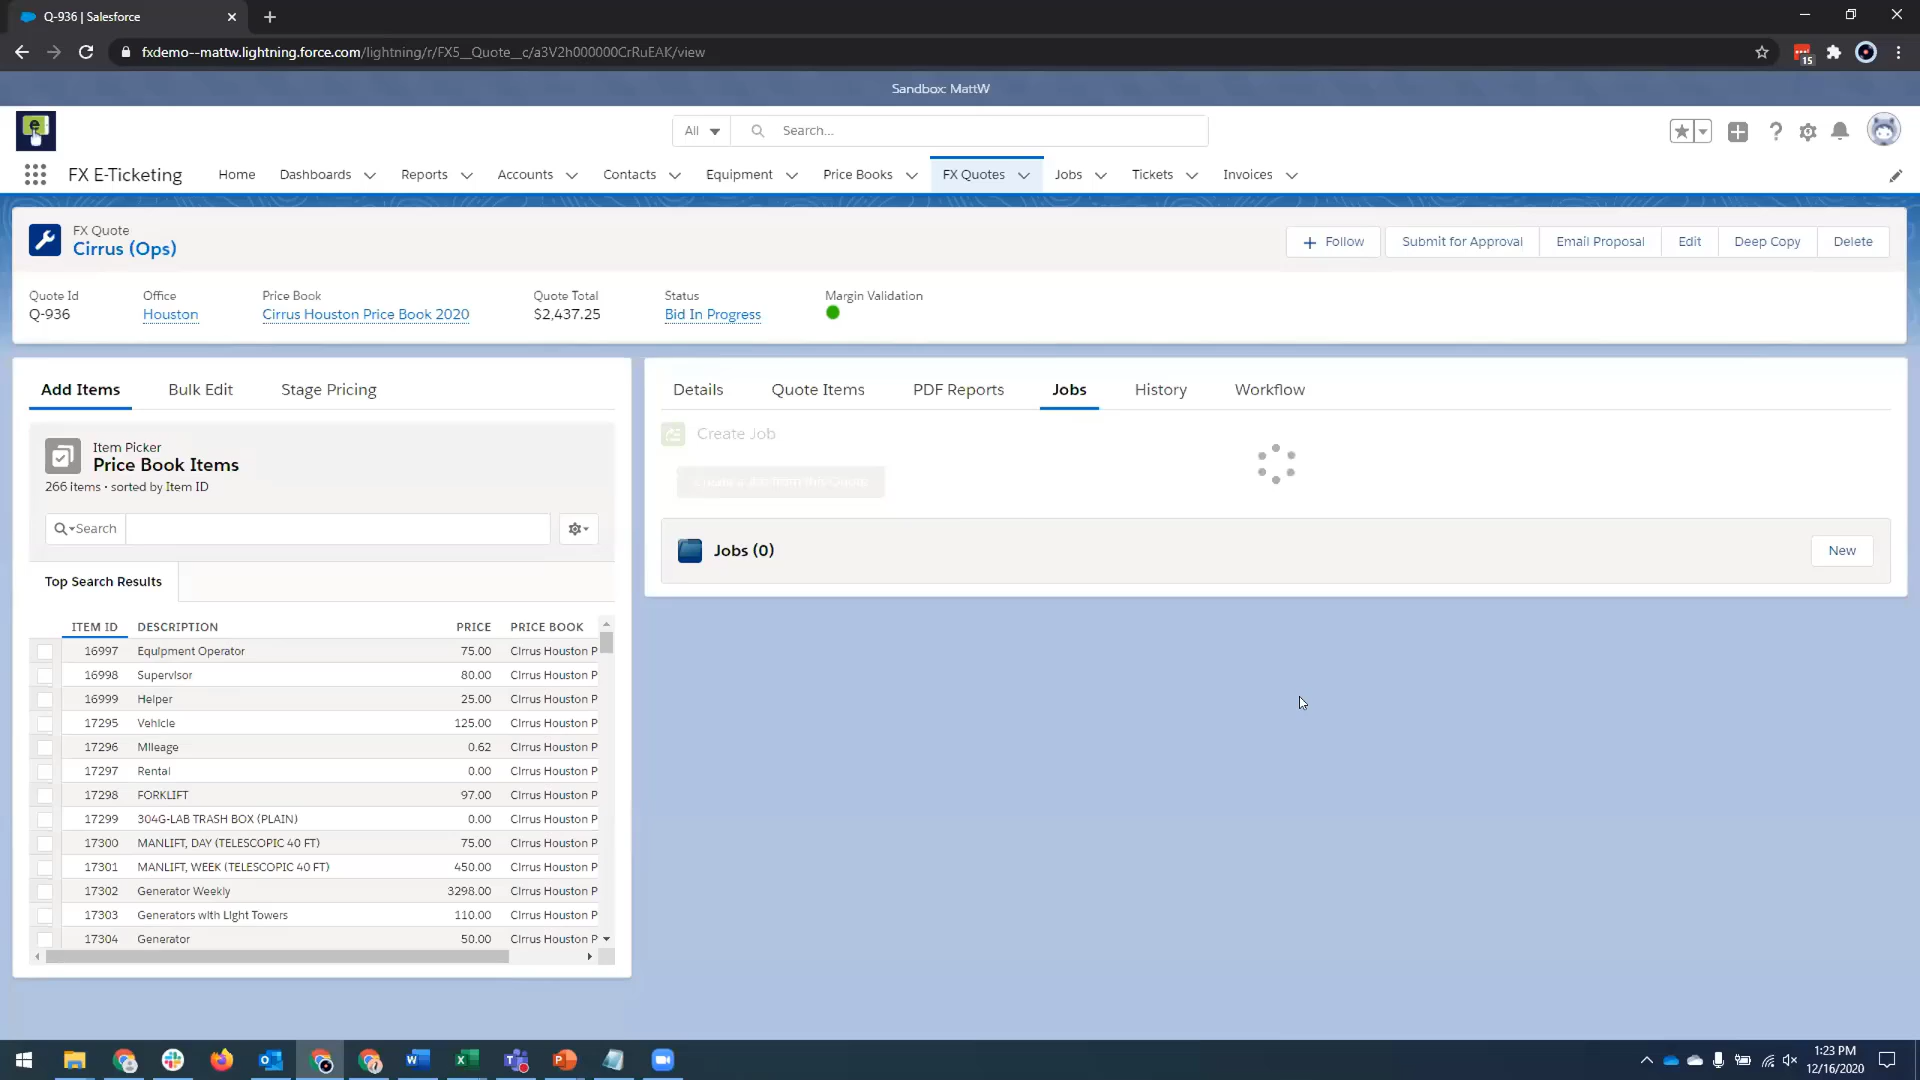 Q-936 | Salesforce
fxdemo--mattw.lightning.force.com/lightning/r/FX5__Quote__c/a3V2h000000CrRuEAK/view
15
Sandbox: MattW
All
Search...
FX E-Ticketing
Home
Dashboards
Reports
Accounts
Contacts
Equipment
Price Books
FX Quotes
Jobs
Tickets
Invoices
FX Quote
Cirrus (Ops)
Follow
Submit for Approval
Email Proposal
Edit
Deep Copy
Delete
Quote Id
Office
Price Book
Quote Total
Status
Margin Validation
Q-936
Houston
Cirrus Houston Price Book 2020
$2,437.25
Bid In Progress
Add Items
Bulk Edit
Stage Pricing
Item Picker
Price Book Items
266 items • sorted by Item ID
Search
Top Search Results
ITEM ID DESCRIPTION PRICE PRICE BOOK
16997 Equipment Operator 75.00 Cirrus Houston P
16998 Supervisor 80.00 Cirrus Houston P
16999 Helper 25.00 Cirrus Houston P
17295 Vehicle 125.00 Cirrus Houston P
17296 Mileage 0.62 Cirrus Houston P
17297 Rental 0.00 Cirrus Houston P
17298 FORKLIFT 97.00 Cirrus Houston P
17299 304G-LAB TRASH BOX (PLAIN) 0.00 Cirrus Houston P
17300 MANLIFT, DAY (TELESCOPIC 40 FT) 75.00 Cirrus Houston P
17301 MANLIFT, WEEK (TELESCOPIC 40 FT) 450.00 Cirrus Houston P
17302 Generator Weekly 3298.00 Cirrus Houston P
17303 Generators with Light Towers 110.00 Cirrus Houston P
17304 Generator 50.00 Cirrus Houston P
Details
Quote Items
PDF Reports
Jobs
History
Workflow
Create Job
Create a Job from this Quote
Jobs (0)
New
1:23 PM
12/16/2020